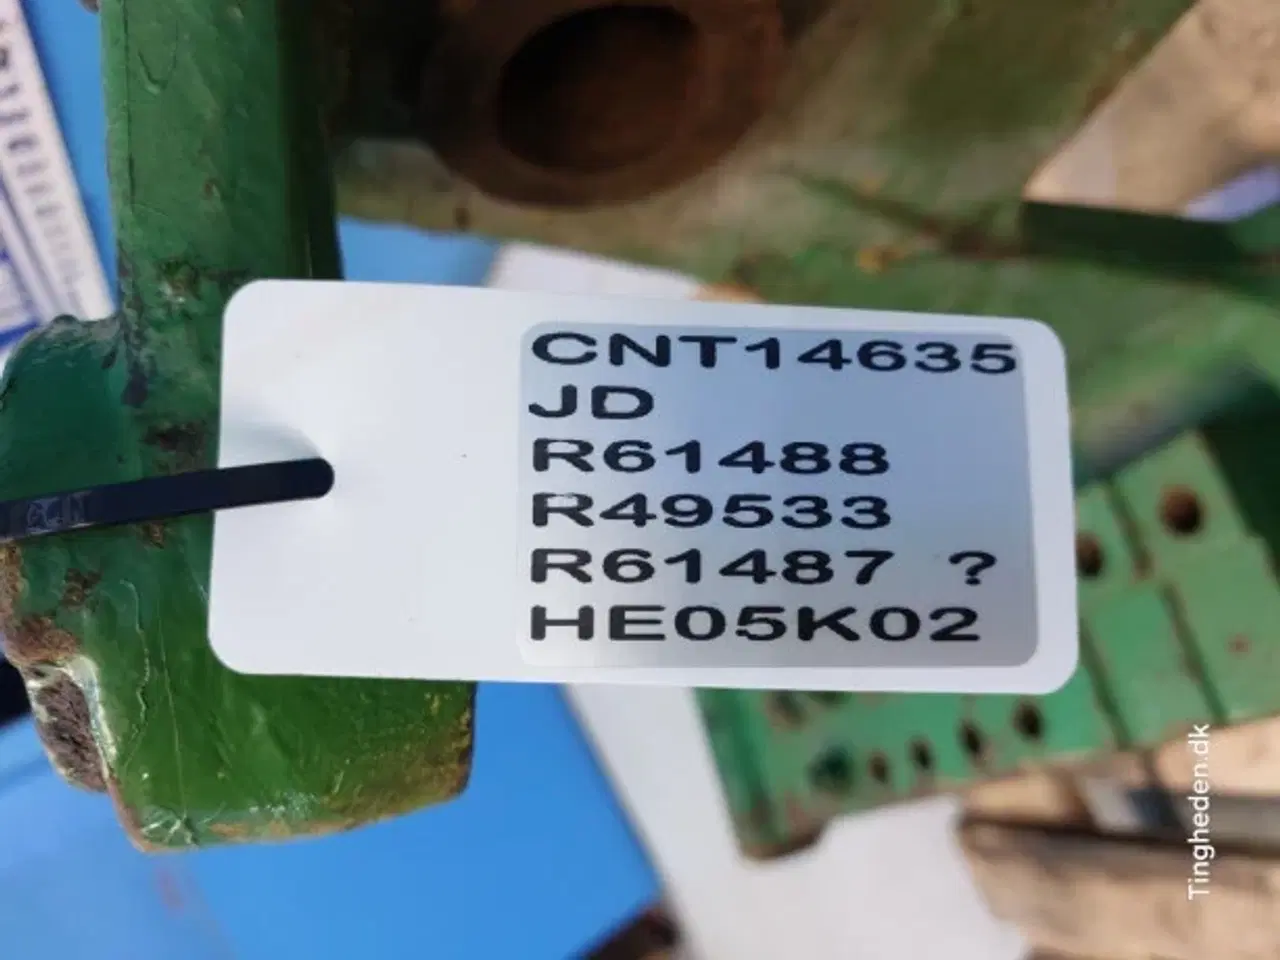 CNT14635
JD
R61488
R49533
R61487 ?
HE05K02
Tingheden.dk